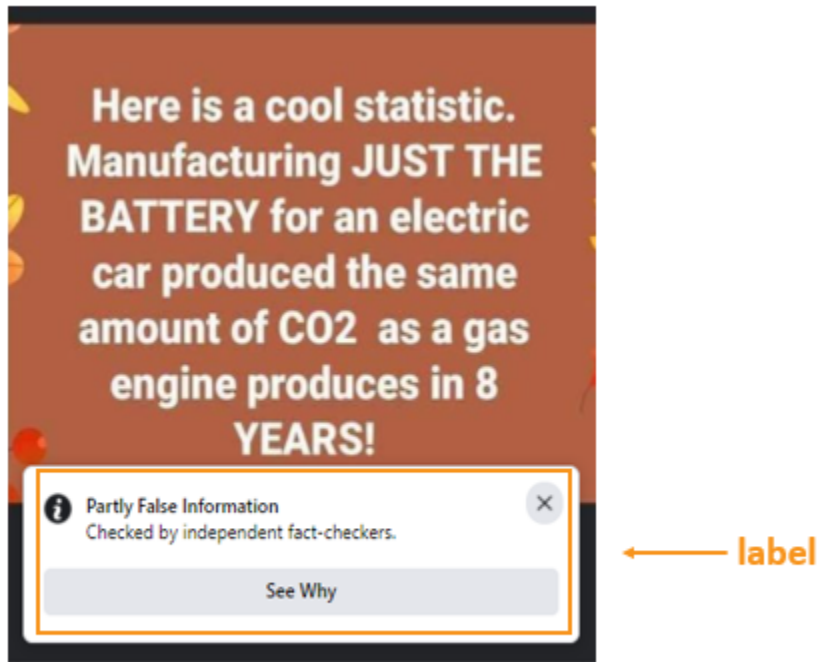 Here is a cool statistic.
Manufacturing JUST THE
BATTERY for an electric
car produced the same
amount of CO2 as a gas
engine produces in 8
YEARS!
Partly False Information
Checked by independent fact-checkers.
See Why
label